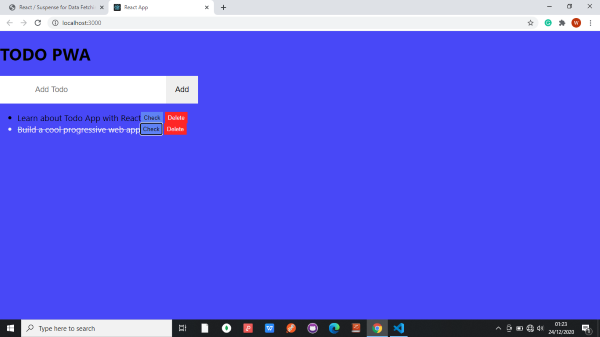 React / Suspense for Data Fetchi
React App
localhost:3000
W
TODO PWA
Add Todo
Add
Learn about Todo App with React
Check
Delete
Build a cool progressive web app
Check
Delete
Type here to search
01:23
24/12/2020